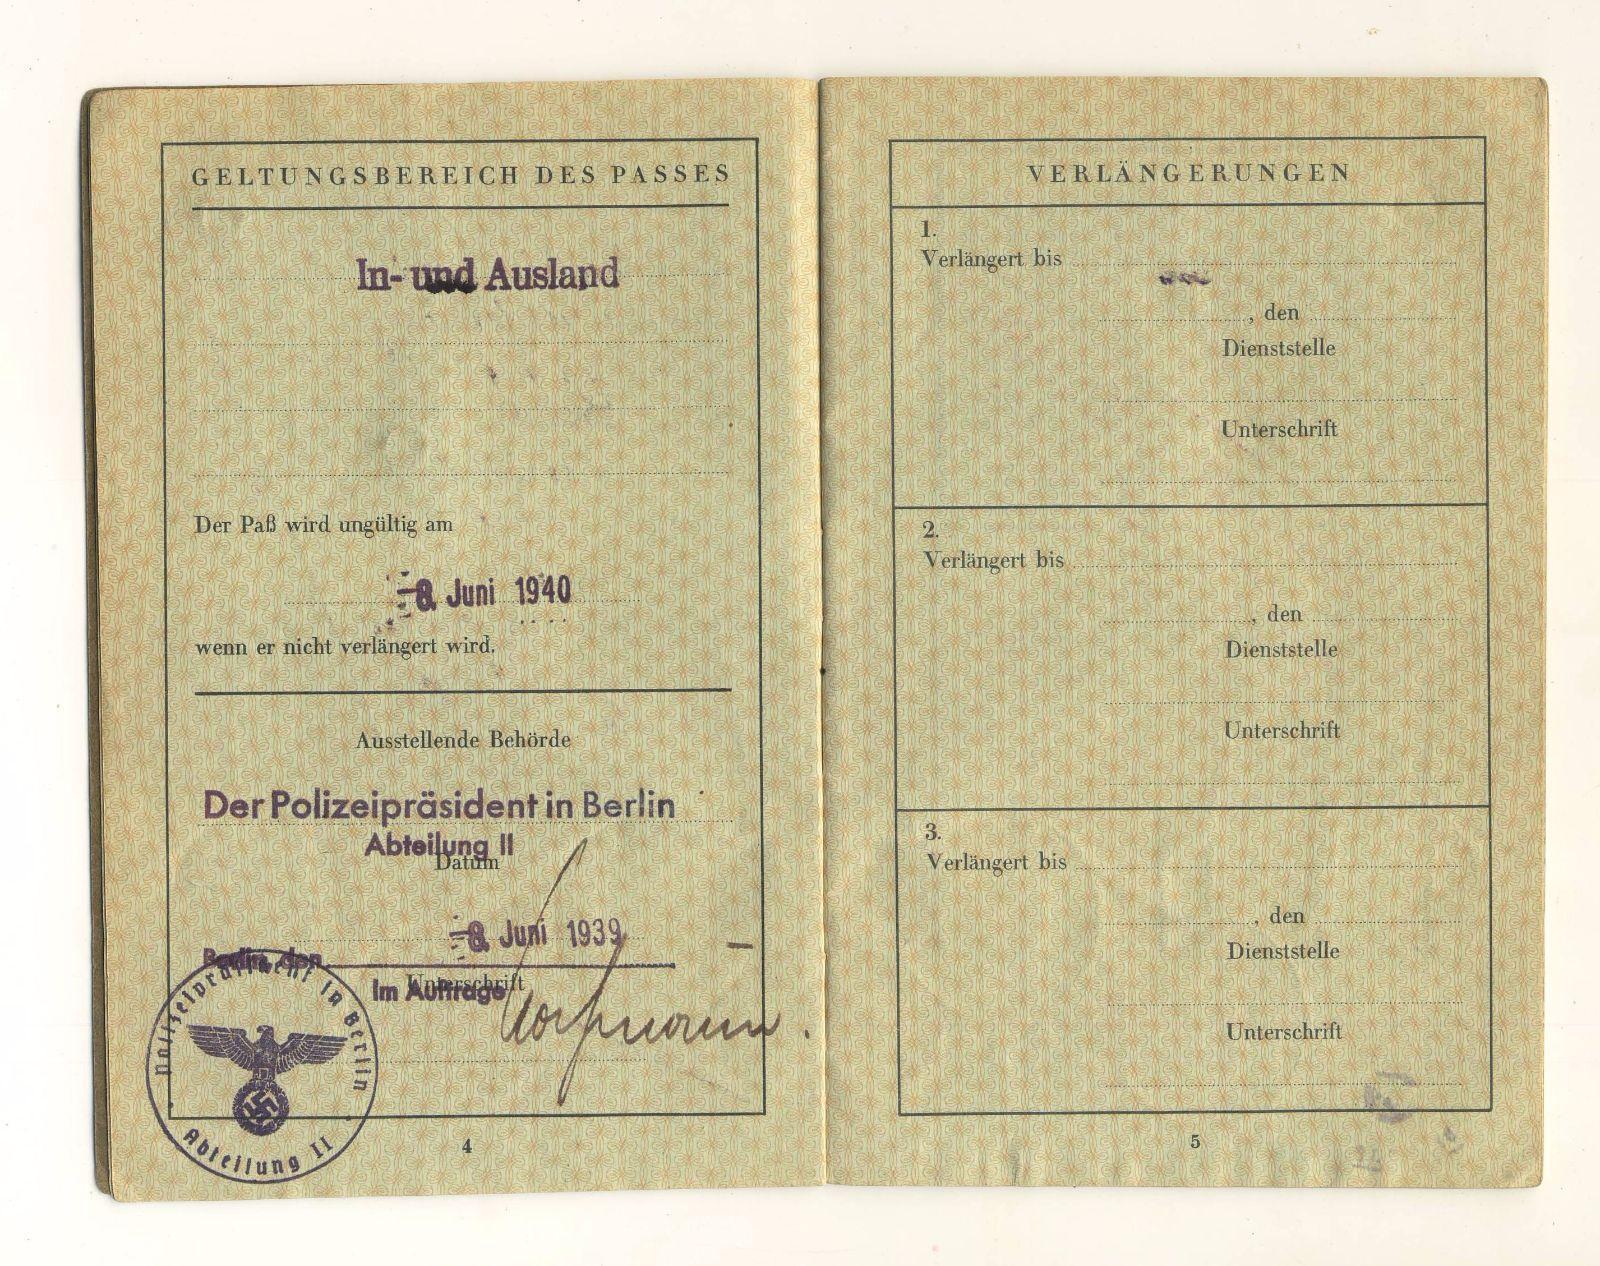 GELTUNGSBEREICH DES PASSES
In- und Ausland
Der Paß wird ungültig am
-8. Juni 1940
wenn er nicht verlängert wird.
Ausstellende Behörde
Der Polizeipräsident in Berlin
Abteilung II
Datum
-8. Juni 1939
Berlin, den
Unterschrift
Im Auftrage
Polizeipräsident in Berlin
Abteilung II
4
VERLÄNGERUNGEN
1.
Verlängert bis
, den
Dienststelle
Unterschrift
2.
Verlängert bis
, den
Dienststelle
Unterschrift
3.
Verlängert bis
, den
Dienststelle
Unterschrift
5